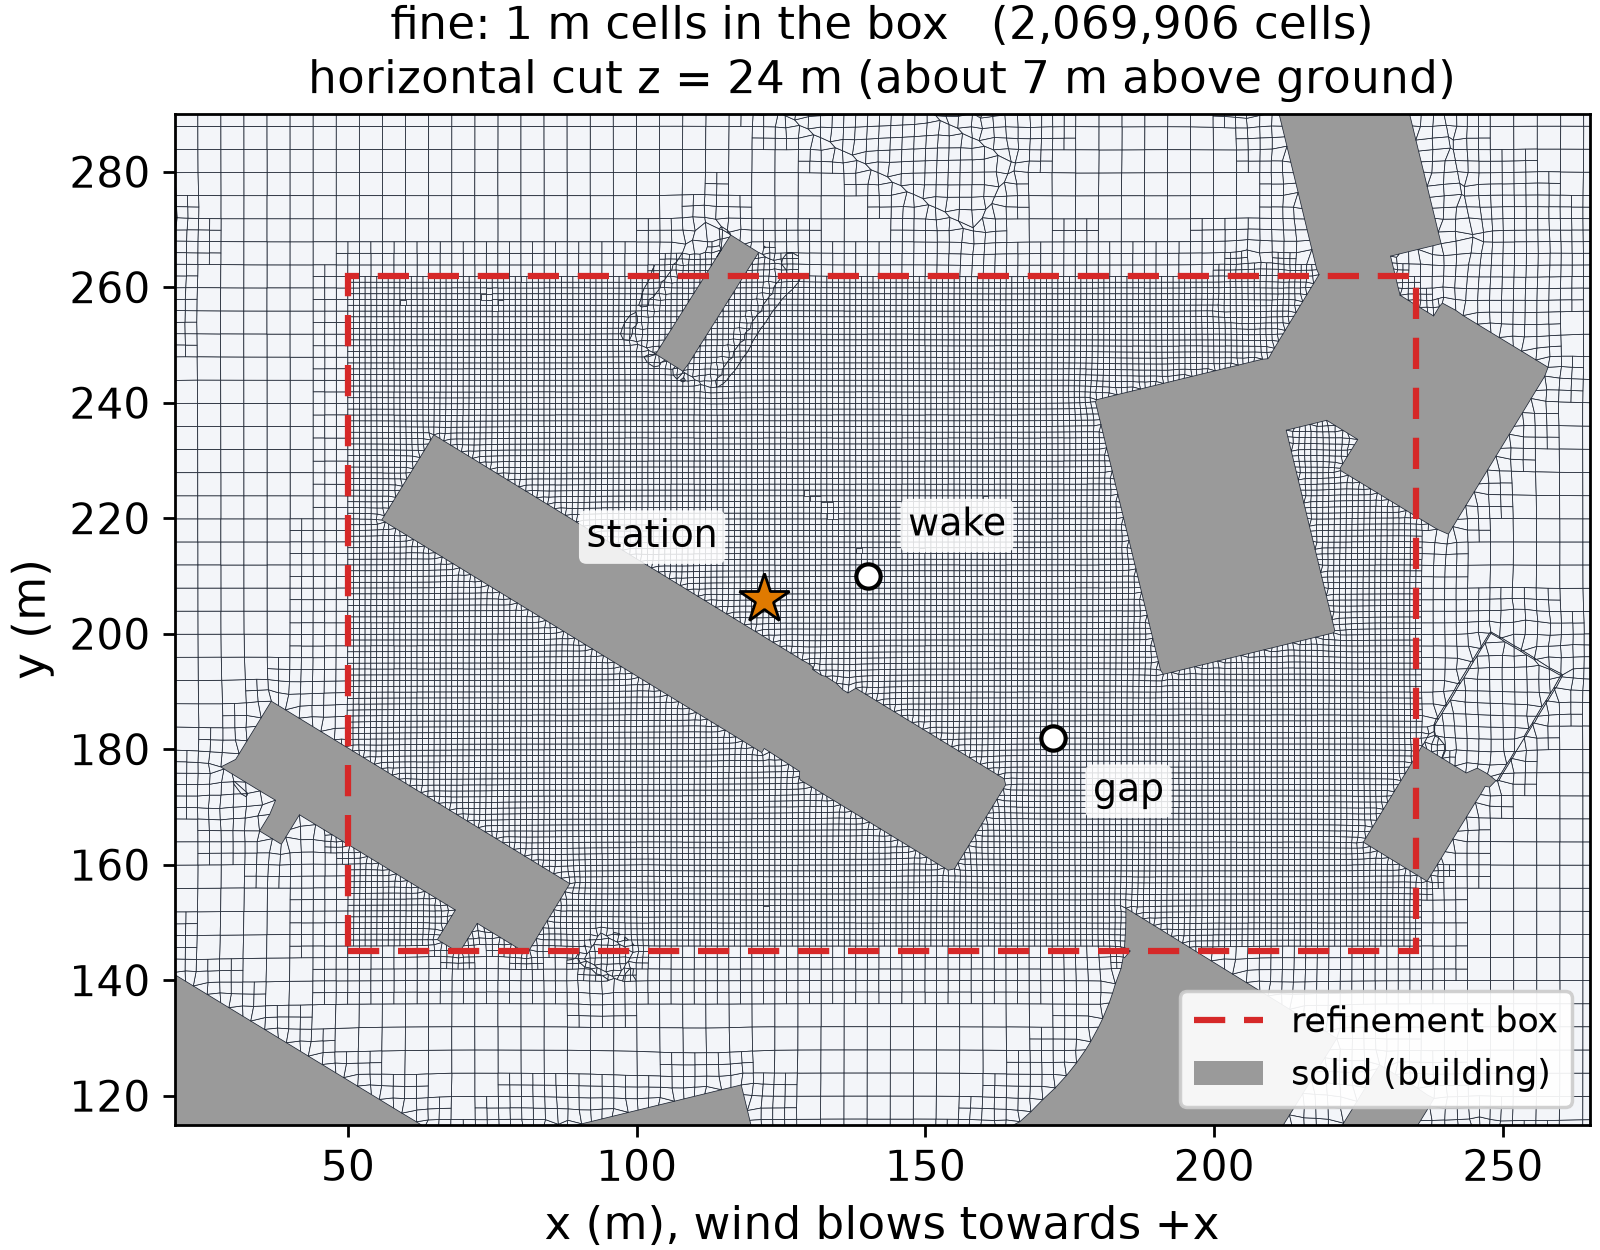 fine: 1 m cells in the box (2,069,906 cells)
horizontal cut z = 24 m (about 7 m above ground)
280
260
240
220
200
180
160
140
120
y (m)
station
wake
gap
refinement box
solid (building)
50
100
150
200
250
x (m), wind blows towards +x